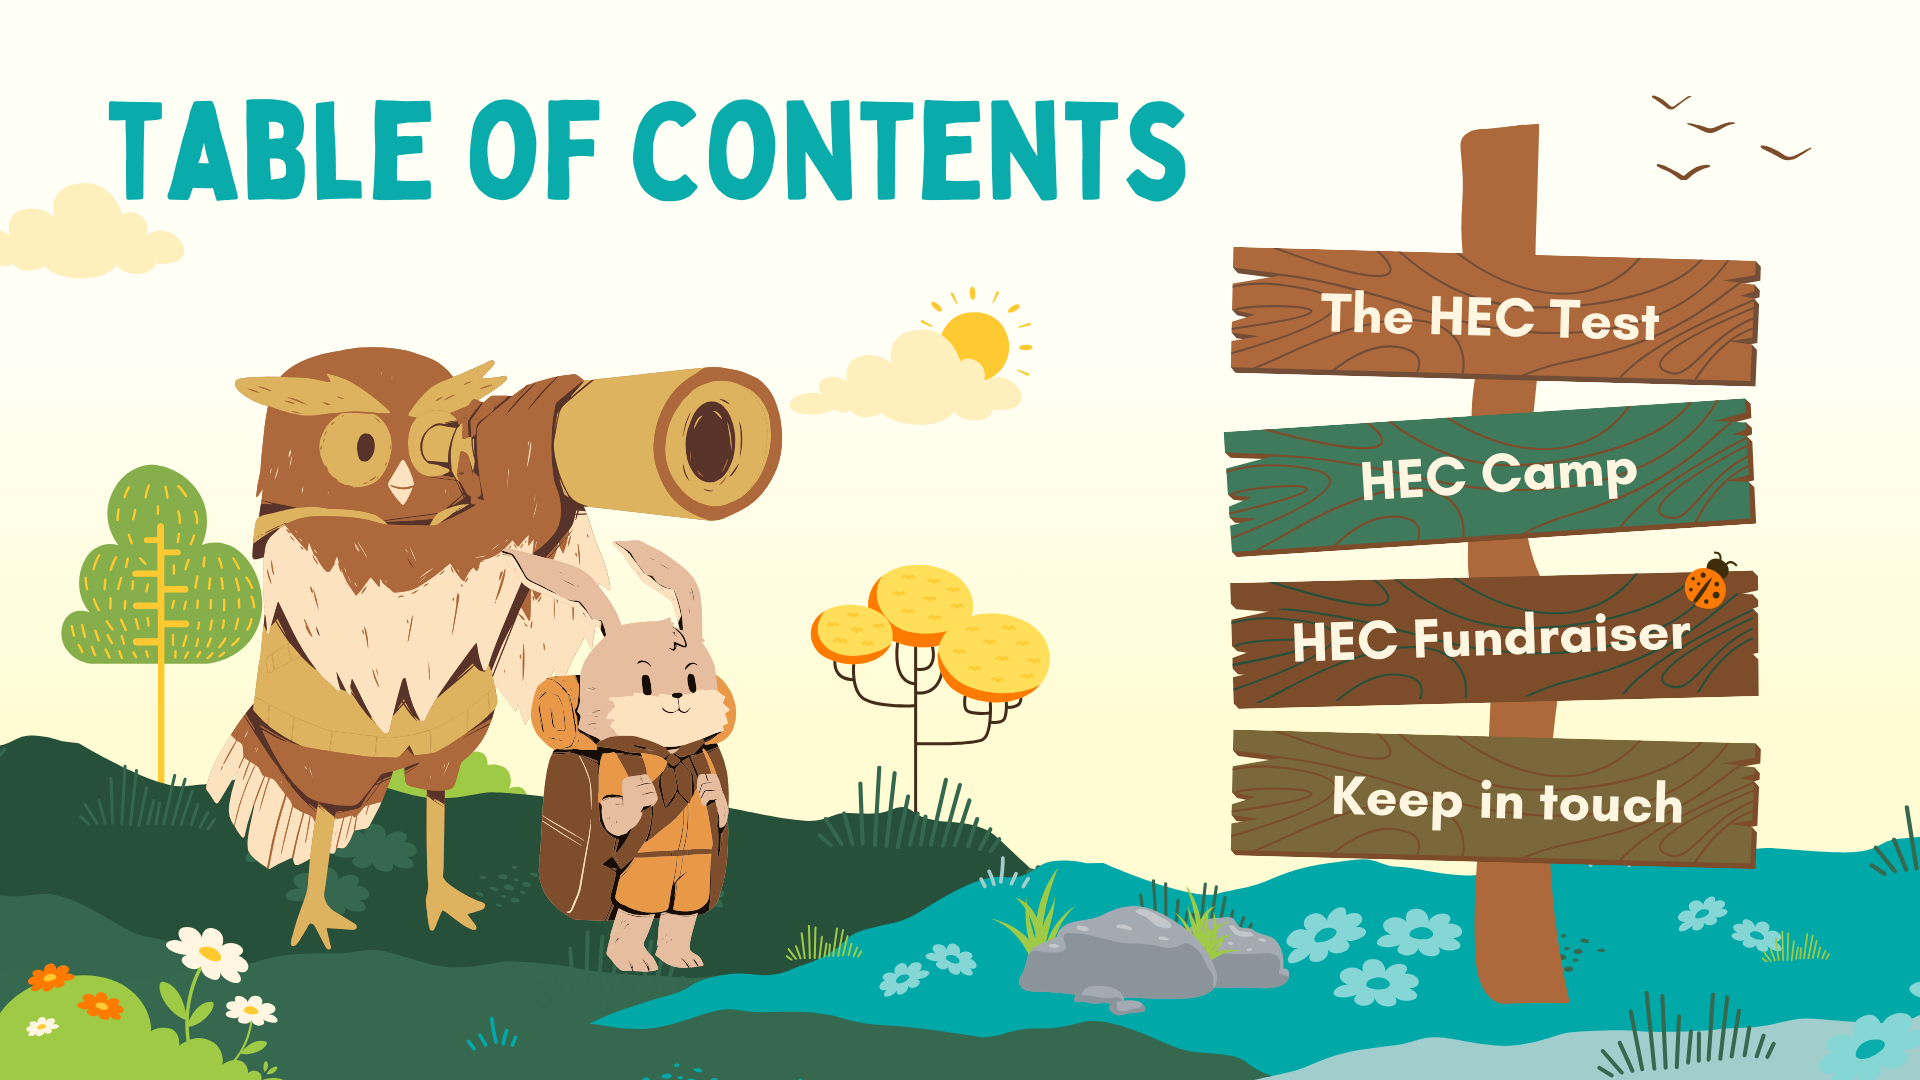 TABLE OF CONTENTS
The HEC Test
HEC Camp
HEC Fundraiser
Keep in touch